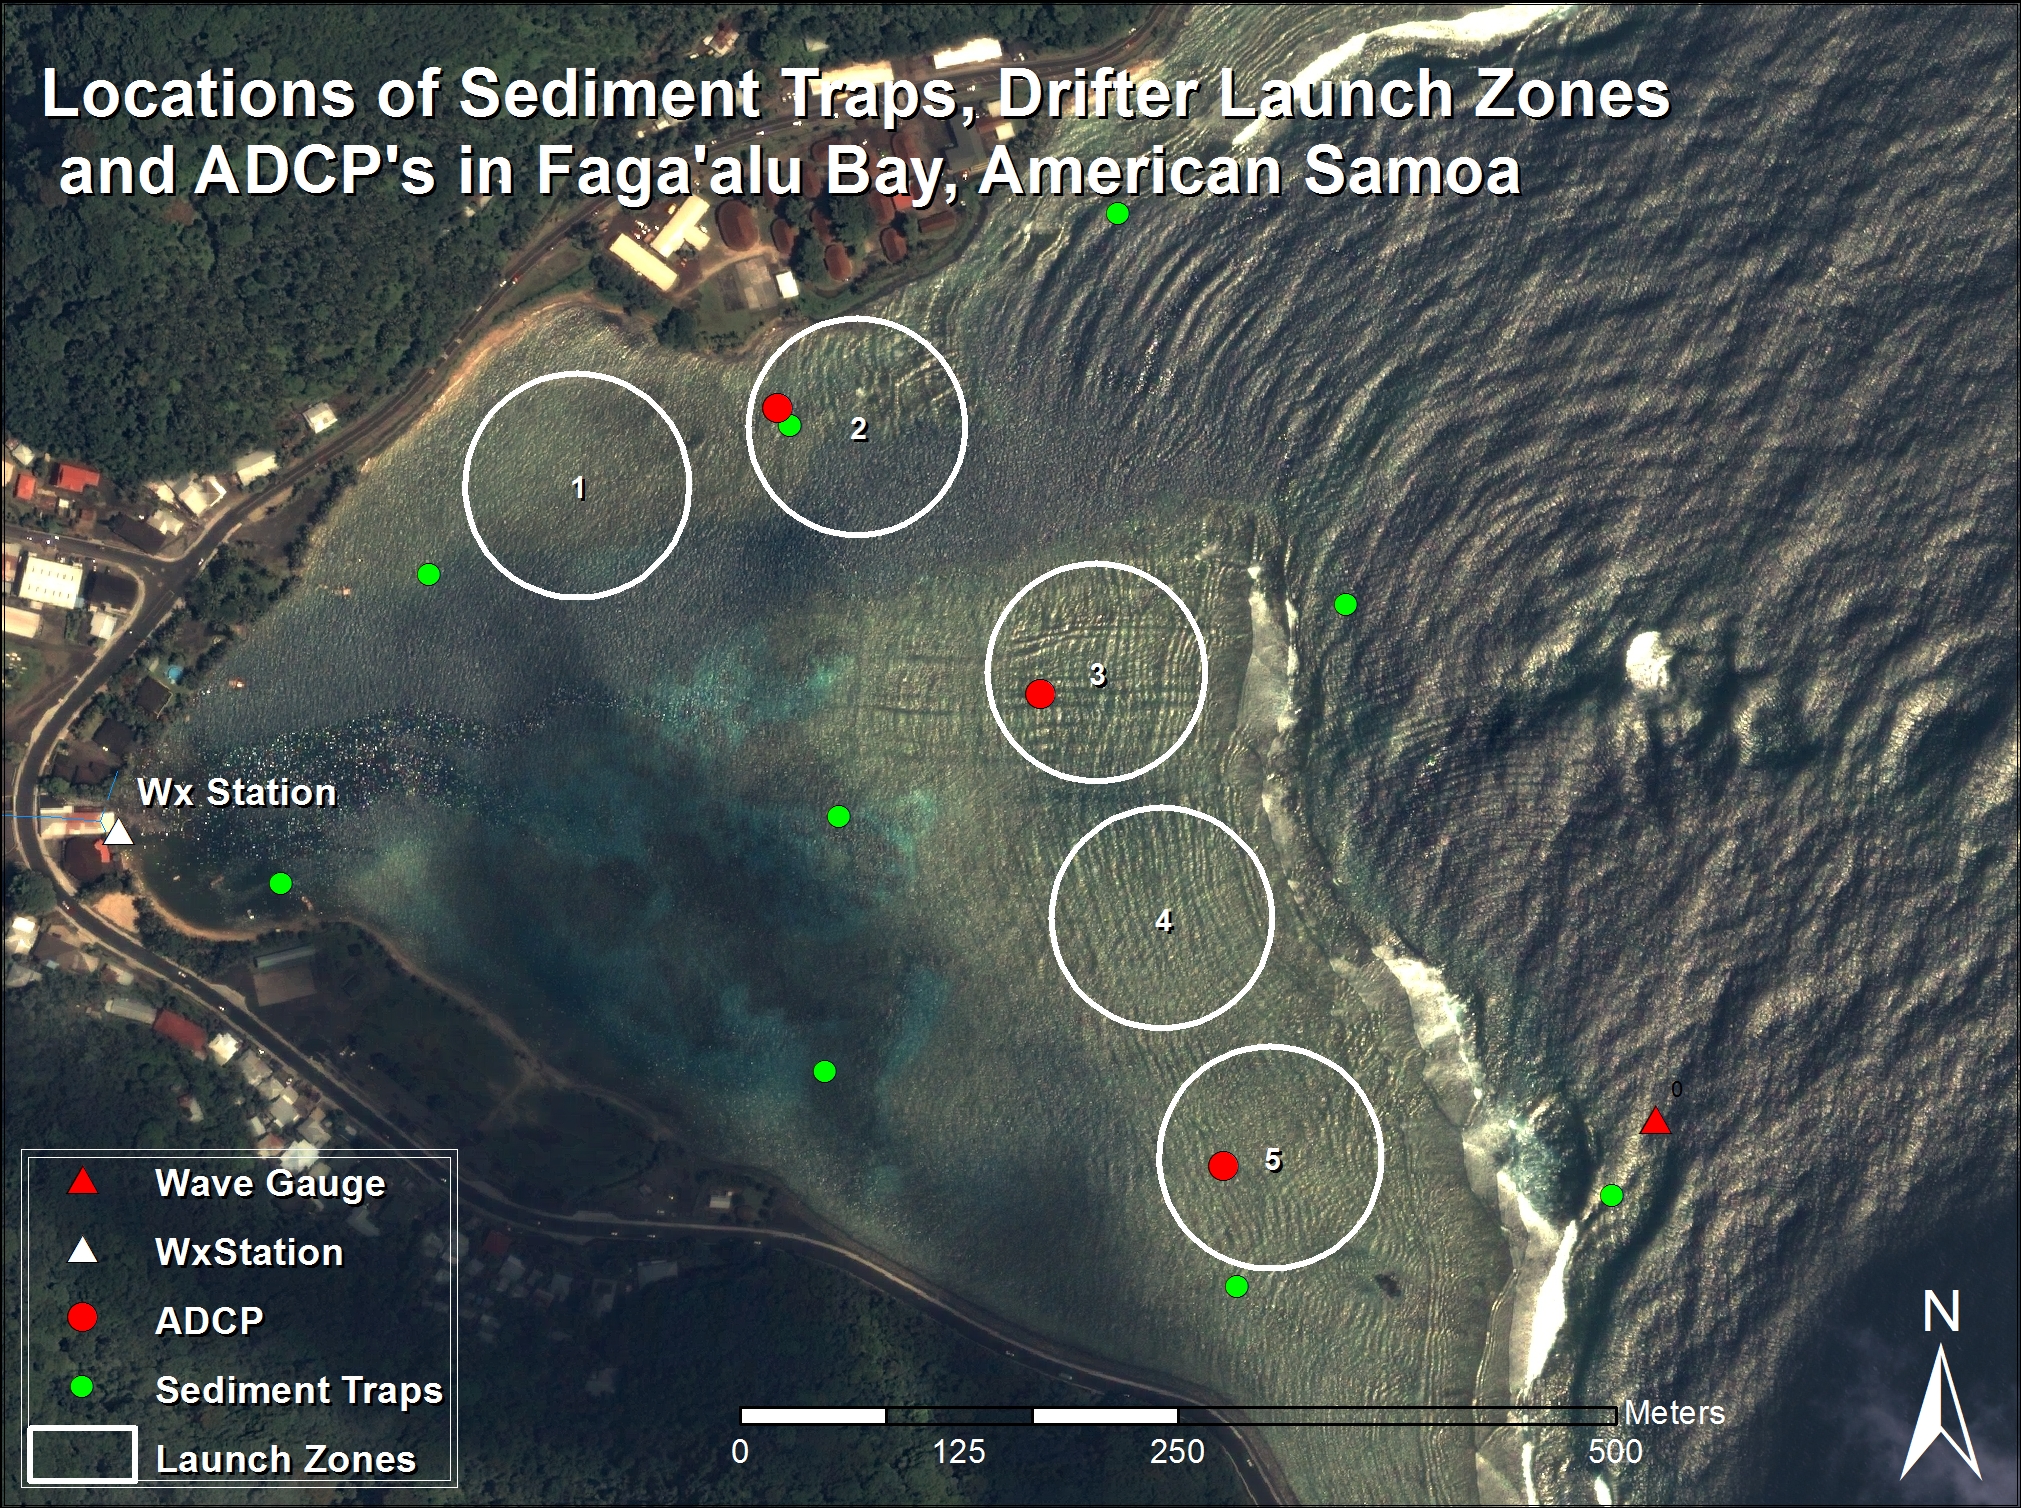 Locations of Sediment Traps, Drifter Launch Zones
and ADCP's in Faga'alu Bay, American Samoa
2
1
3
Wx Station
4
0
5
Wave Gauge
WxStation
ADCP
Sediment Traps
Launch Zones
N
Meters
0 125 250 500